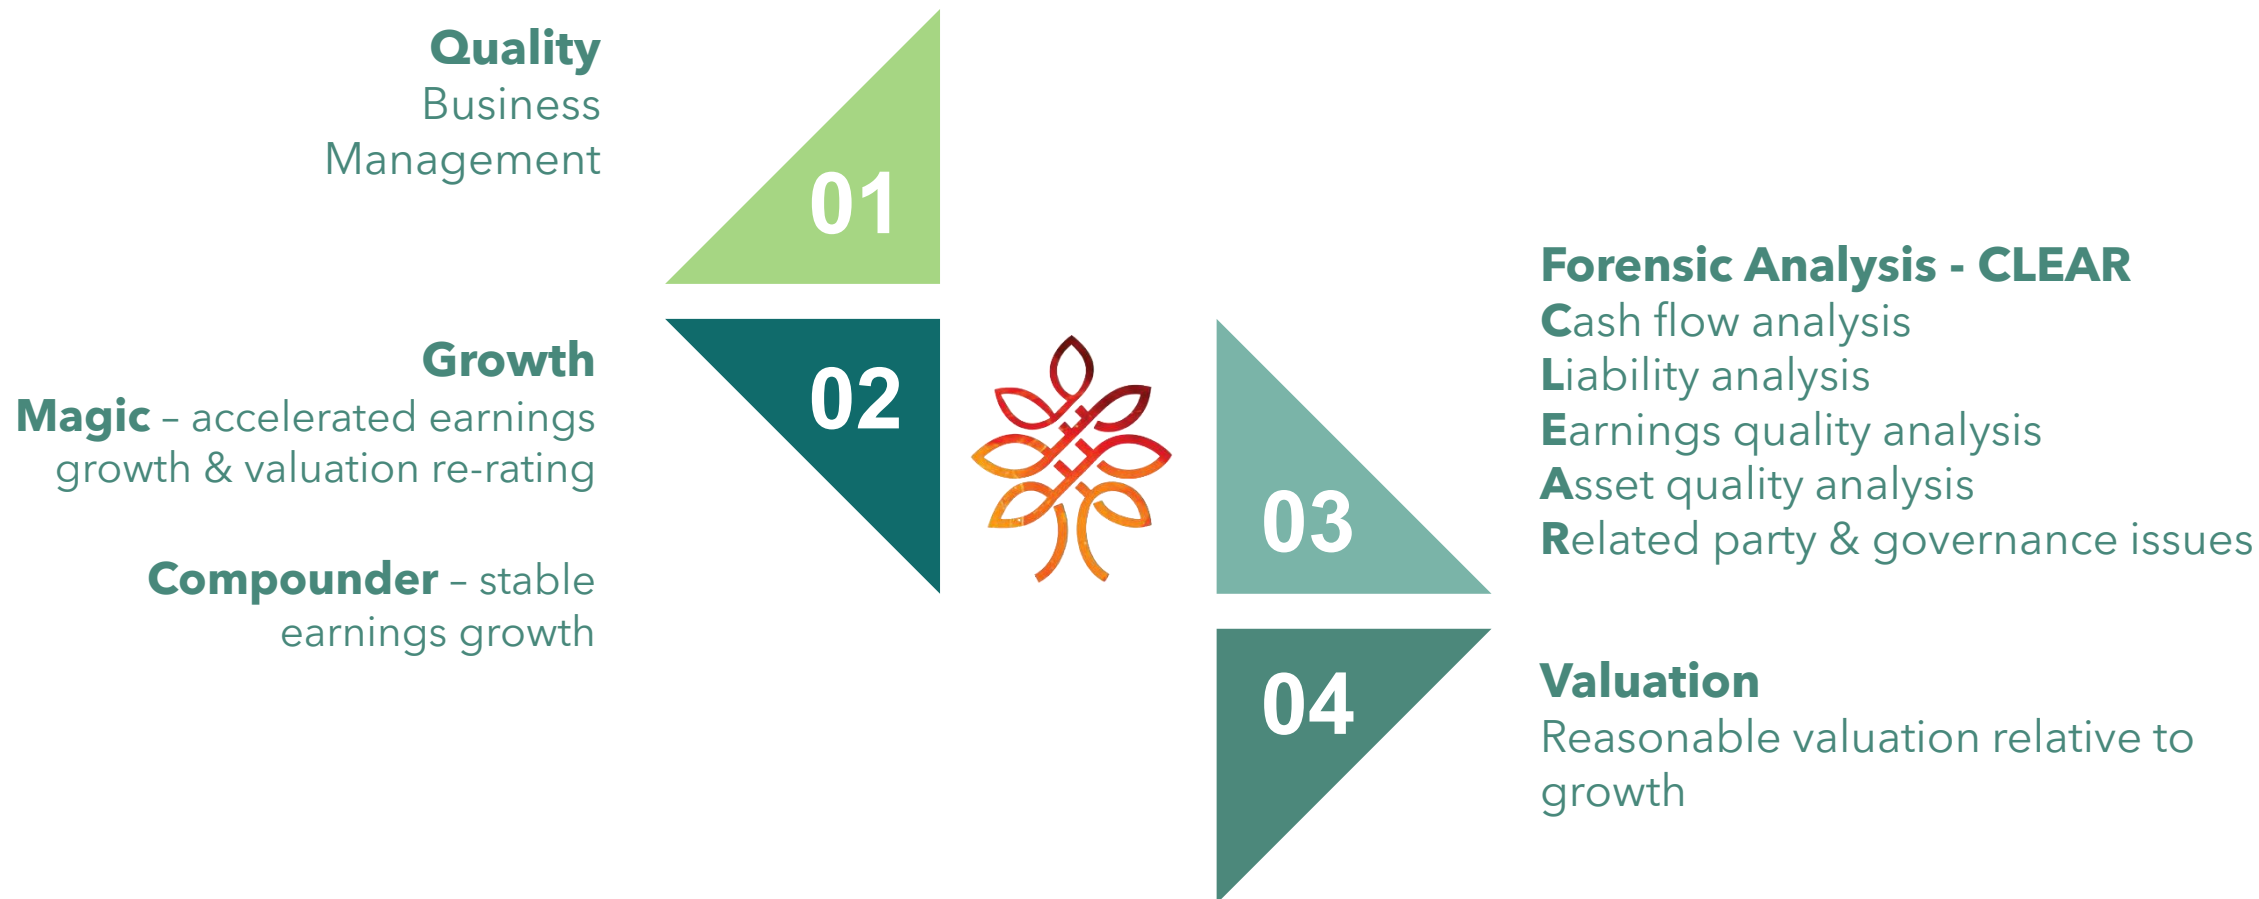 Quality
Business
Management
01
Growth
Magic – accelerated earnings
growth & valuation re-rating
Compounder – stable
earnings growth
02
Forensic Analysis - CLEAR
Cash flow analysis
Liability analysis
Earnings quality analysis
Asset quality analysis
Related party & governance issues
03
Valuation
Reasonable valuation relative to
growth
04